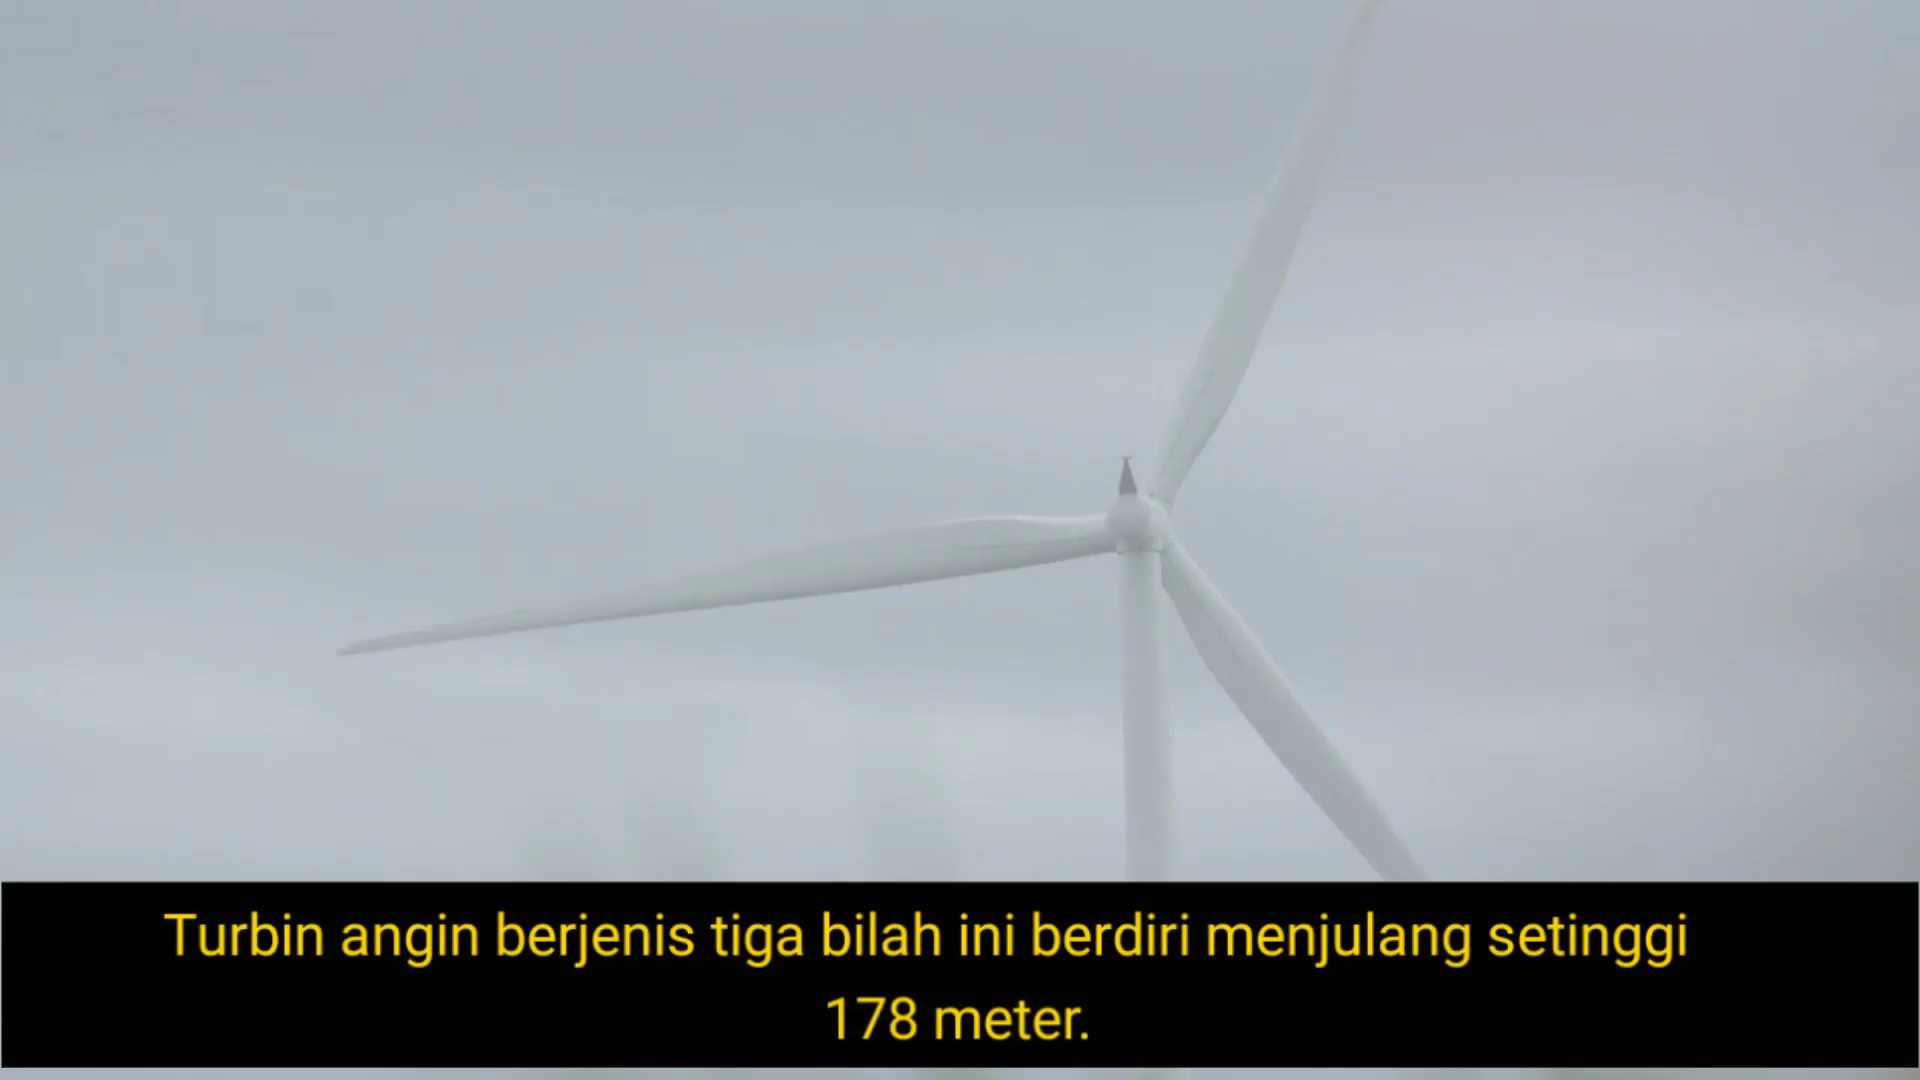 Turbin angin berjenis tiga bilah ini berdiri menjulang setinggi
178 meter.